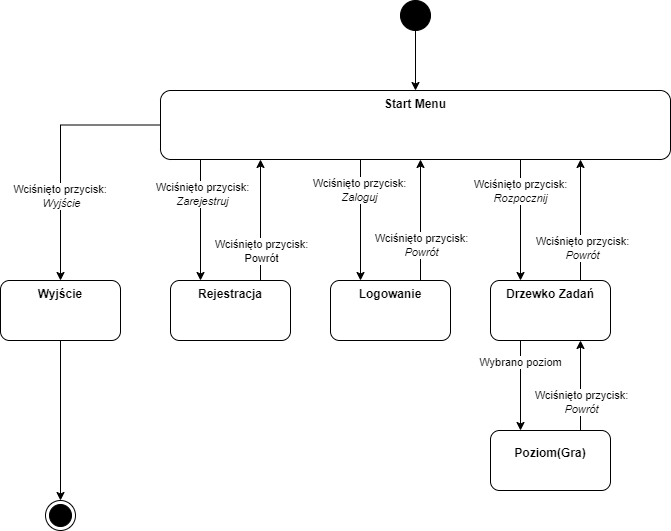 Start Menu
Wciśnięto przycisk:
Wyjście
Wciśnięto przycisk:
Zarejestruj
Wciśnięto przycisk:
Zaloguj
Wciśnięto przycisk:
Rozpocznij
Wciśnięto przycisk:
Powrót
Wciśnięto przycisk:
Powrót
Wciśnięto przycisk:
Powrót
Wyjście
Rejestracja
Logowanie
Drzewko Zadań
Wybrano poziom
Wciśnięto przycisk:
Powrót
Poziom(Gra)